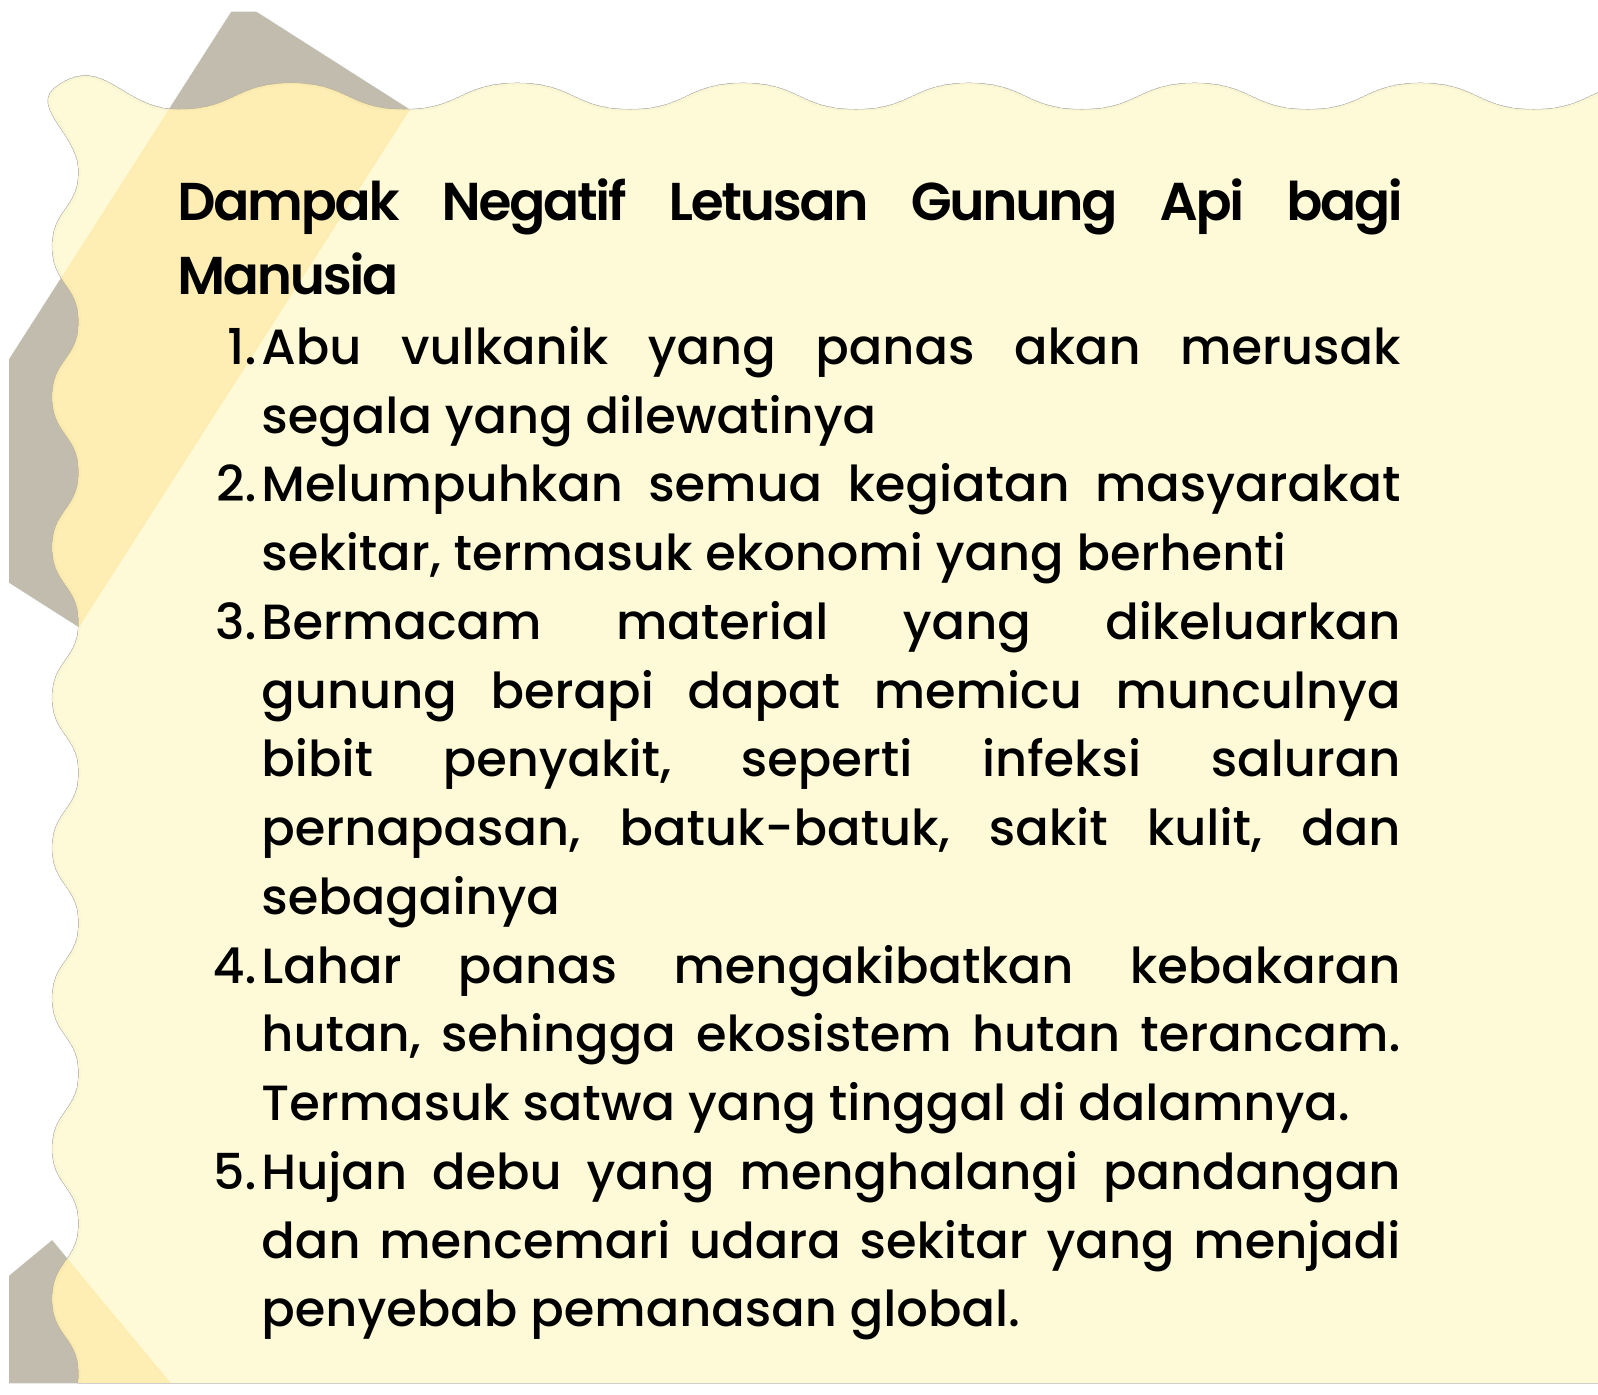 Dampak Negatif Letusan Gunung Api bagi
Manusia
1. Abu vulkanik yang panas akan merusak
segala yang dilewatinya
2. Melumpuhkan semua kegiatan masyarakat
sekitar, termasuk ekonomi yang berhenti
3. Bermacam material yang dikeluarkan
gunung berapi dapat memicu munculnya
bibit penyakit, seperti infeksi saluran
pernapasan, batuk-batuk, sakit kulit, dan
sebagainya
4. Lahar panas mengakibatkan kebakaran
hutan, sehingga ekosistem hutan terancam.
Termasuk satwa yang tinggal di dalamnya.
5. Hujan debu yang menghalangi pandangan
dan mencemari udara sekitar yang menjadi
penyebab pemanasan global.